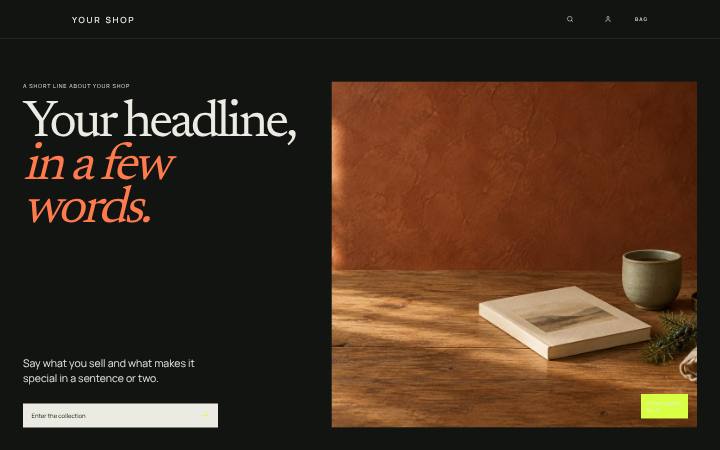 YOUR SHOP
BAG
A SHORT LINE ABOUT YOUR SHOP
Your headline,
in a few
words.
Say what you sell and what makes it
special in a sentence or two.
Enter the collection →